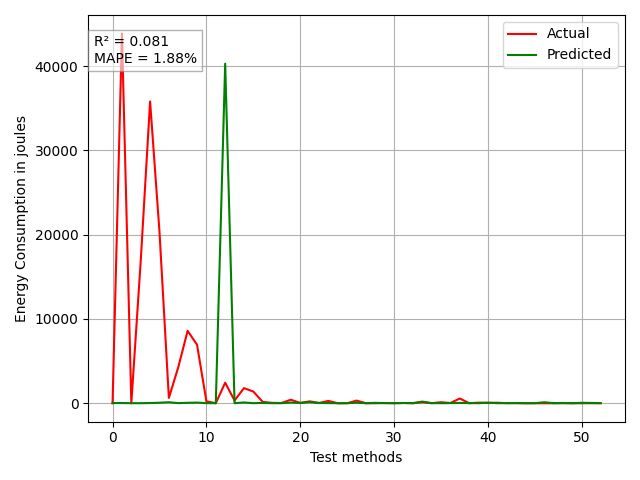 R² = 0.081
MAPE = 1.88%
Actual
Predicted
Energy Consumption in joules
40000
30000
20000
10000
0
0 10 20 30 40 50
Test methods